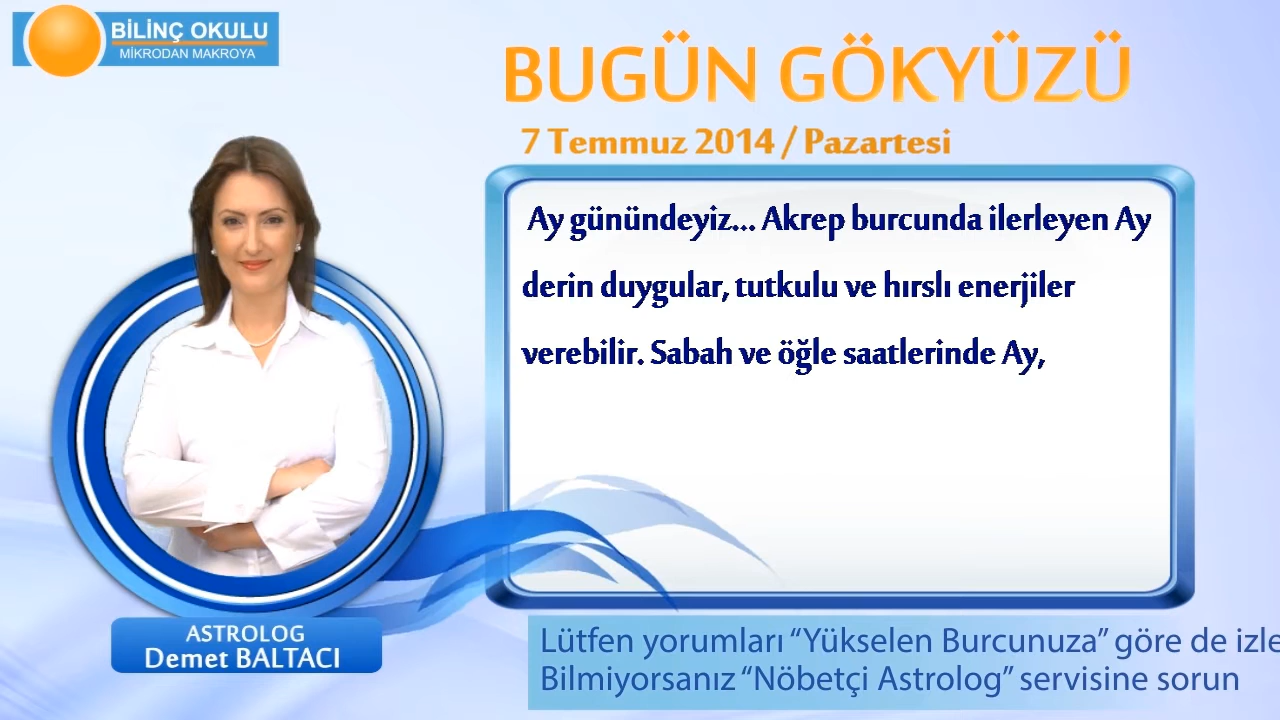 BİLİNÇ OKULU
MİKRODAN MAKROYA
BUGÜN GÖKYÜZÜ
7 Temmuz 2014 / Pazartesi
Ay günündeyiz... Akrep burcunda ilerleyen Ay
derin duygular, tutkulu ve hırslı enerjiler
verebilir. Sabah ve öğle saatlerinde Ay,
ASTROLOG
Demet BALTACI
Lütfen yorumları “Yükselen Burcunuza” göre de izle
Bilmiyorsanız “Nöbetçi Astrolog” servisine sorun